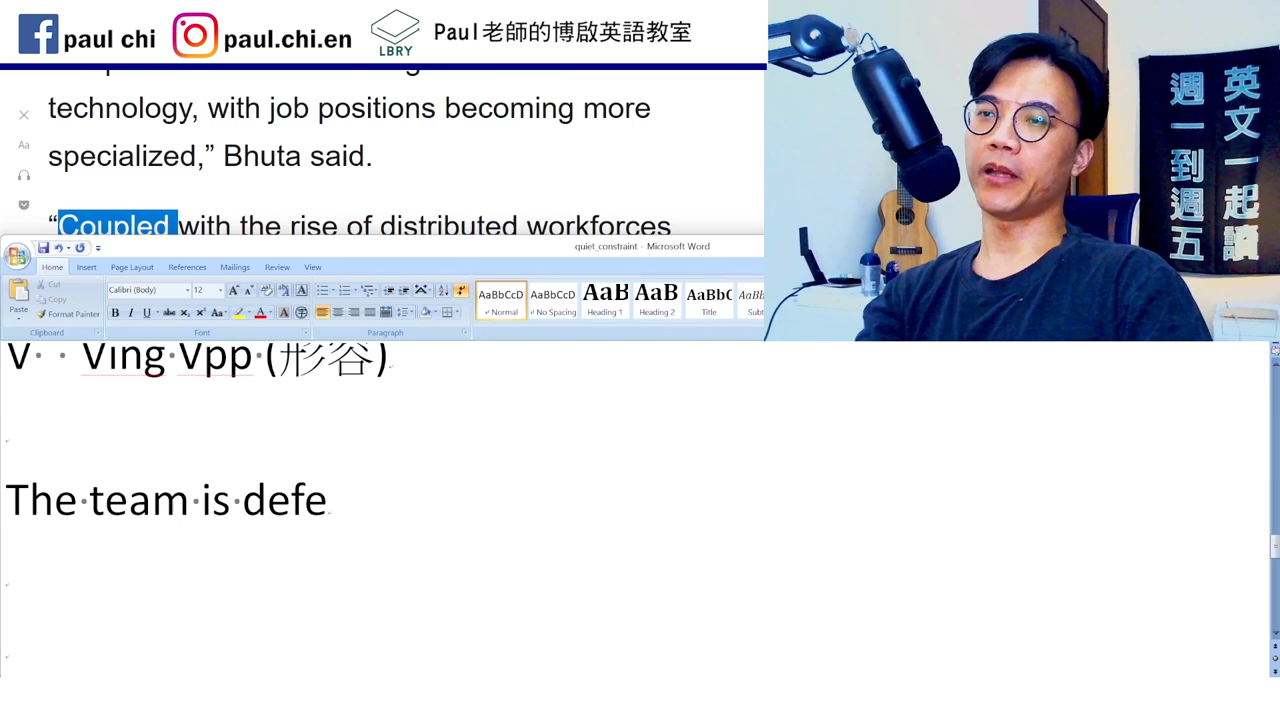 paul chi
paul.chi.en
LBRY
Paul老師的博啟英語教室
technology, with job positions becoming more
specialized,” Bhuta said.
“Coupled with the rise of distributed workforces
quiet_constraint - Microsoft Word
Home Insert Page Layout References Mailings Review View
Paste
Cut
Copy
Format Painter
Clipboard
Calibri (Body) 12
Font
Paragraph
AaBbCcD AaBbCcD AaBb AaB AaBbC AaBb
Normal No Spacing Heading 1 Heading 2 Title Subt
V Ving Vpp (形容)
The team is defe
英文一起讀
週一到週五